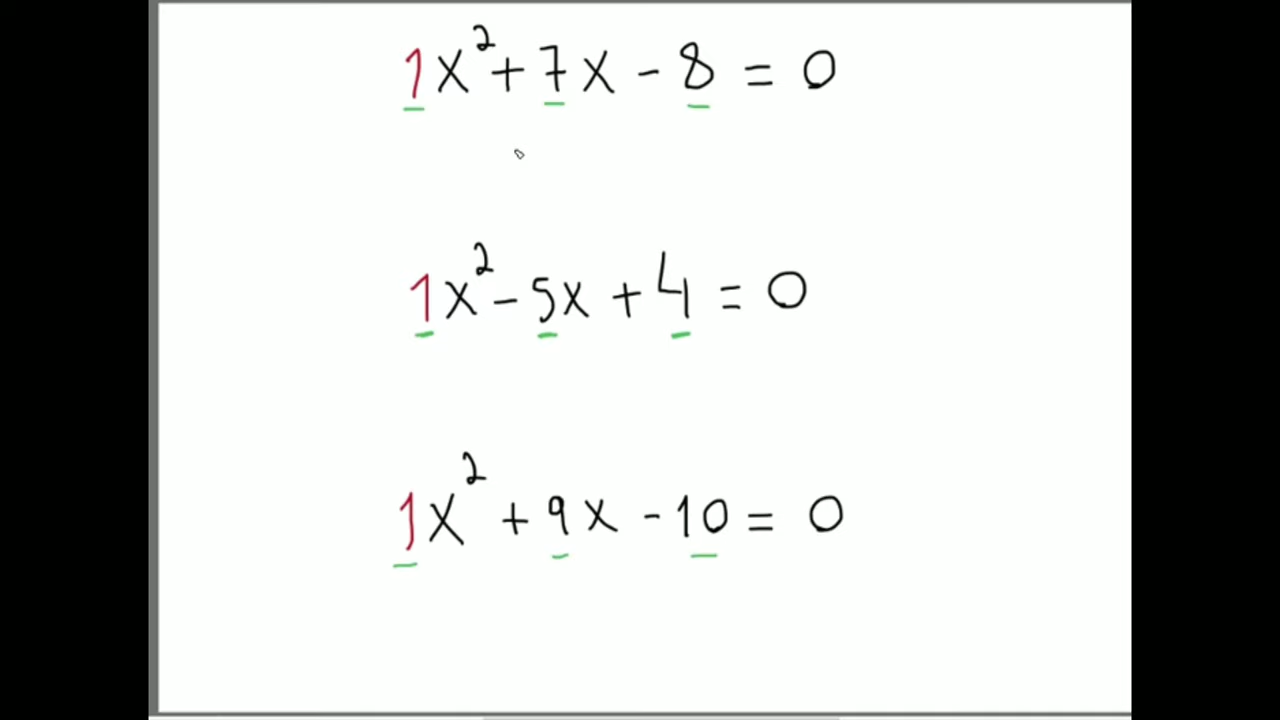 1x² + 7x - 8 = 0
1x² - 5x + 4 = 0
1x² + 9x - 10 = 0